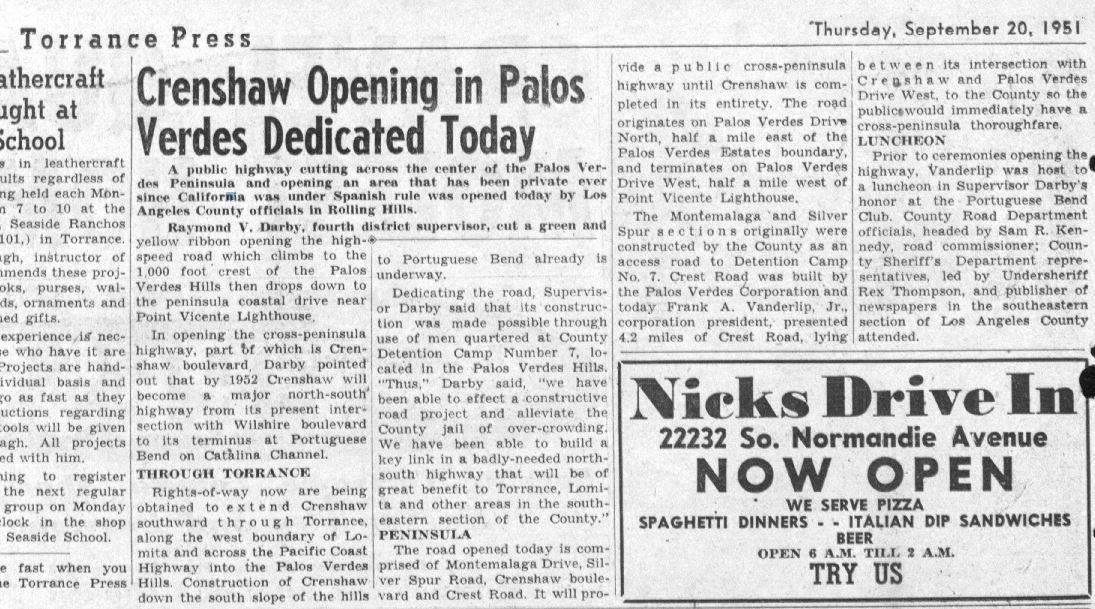 Torrance Press
Thursday, September 20, 1951
athercraft
ught at
School
s in leathercraft
ults regardless of
ng held each Mon-
n 7 to 10 at the
, Seaside Ranchos
101,) in Torrance.
gh, instructor of
mmends these proj-
oks, purses, wal-
ds, ornaments and
ned gifts.
experience is nec-
se who have it are
Projects are hand-
ividual basis and
go as fast as they
uctions regarding
tools will be given
agh. All projects
ed with him.
ning to register
the next regular
group on Monday
clock in the shop
Seaside School.
e fast when you
e Torrance Press
Crenshaw Opening in Palos
Verdes Dedicated Today
A public highway cutting across the center of the Palos Ver-
des Peninsula and opening an area that has been private ever
since California was under Spanish rule was opened today by Los
Angeles County officials in Rolling Hills.
Raymond V. Darby, fourth district supervisor, cut a green and
yellow ribbon opening the high-
speed road which climbs to the
1,000 foot crest of the Palos
Verdes Hills then drops down to
the peninsula coastal drive near
Point Vicente Lighthouse.
In opening the cross-peninsula
highway, part of which is Cren-
shaw boulevard, Darby pointed
out that by 1952 Crenshaw will
become a major north-south
highway from its present inter-
section with Wilshire boulevard
to its terminus at Portuguese
Bend on Catalina Channel.
THROUGH TORRANCE
Rights-of-way now are being
obtained to extend Crenshaw
southward through Torrance,
along the west boundary of Lo-
mita and across the Pacific Coast
Highway into the Palos Verdes
Hills. Construction of Crenshaw
down the south slope of the hills
to Portuguese Bend already is
underway.
Dedicating the road, Supervis-
or Darby said that its construc-
tion was made possible through
use of men quartered at County
Detention Camp Number 7, lo-
cated in the Palos Verdes Hills.
"Thus," Darby said, "we have
been able to effect a constructive
road project and alleviate the
County jail of over-crowding.
We have been able to build a
key link in a badly-needed north-
south highway that will be of
great benefit to Torrance, Lomi-
ta and other areas in the south-
eastern section of the County."
PENINSULA
The road opened today is com-
prised of Montemalaga Drive, Sil-
ver Spur Road, Crenshaw boule-
vard and Crest Road. It will pro-
vide a public cross-peninsula
highway until Crenshaw is com-
pleted in its entirety. The road
originates on Palos Verdes Drive
North, half a mile east of the
Palos Verdes Estates boundary,
and terminates on Palos Verdes
Drive West, half a mile west of
Point Vicente Lighthouse.
The Montemalaga and Silver
Spur sections originally were
constructed by the County as an
access road to Detention Camp
No. 7. Crest Road was built by
the Palos Verdes Corporation and
today Frank A. Vanderlip, Jr.,
corporation president, presented
4.2 miles of Crest Road, lying
between its intersection with
Crenshaw and Palos Verdes
Drive West, to the County so the
public would immediately have a
cross-peninsula thoroughfare.
LUNCHEON
Prior to ceremonies opening the
highway, Vanderlip was host to
a luncheon in Supervisor Darby's
honor at the Portuguese Bend
Club. County Road Department
officials, headed by Sam R. Ken-
nedy, road commissioner; Coun-
ty Sheriff's Department repre-
sentatives, led by Undersheriff
Rex Thompson, and publisher of
newspapers in the southeastern
section of Los Angeles County
attended.
Nicks Drive In
22232 So. Normandie Avenue
NOW OPEN
WE SERVE PIZZA
SPAGHETTI DINNERS - - ITALIAN DIP SANDWICHES
BEER
OPEN 6 A.M. TILL 2 A.M.
TRY US